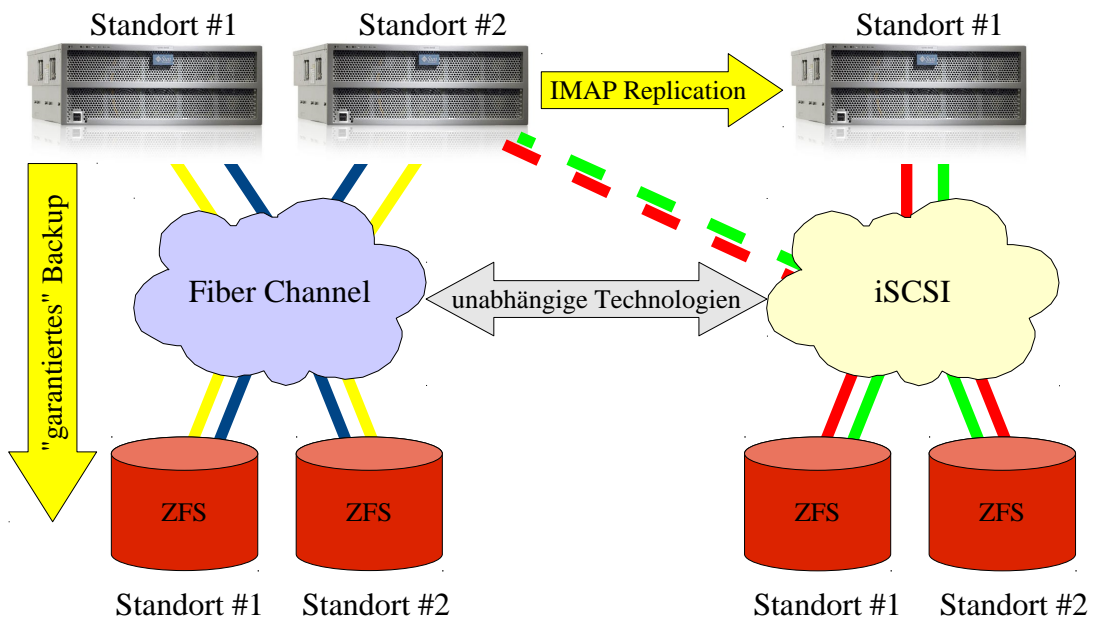 Standort #1
Standort #2
Standort #1
IMAP Replication
"garantiertes" Backup
Fiber Channel
unabhängige Technologien
iSCSI
ZFS
ZFS
ZFS
ZFS
Standort #1
Standort #2
Standort #1
Standort #2